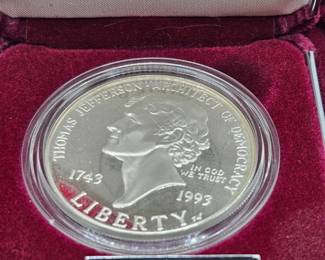 THOMAS JEFFERSON: ARCHITECT OF DEMOCRACY
IN GOD
WE TRUST
1743
1993
LIBERTY